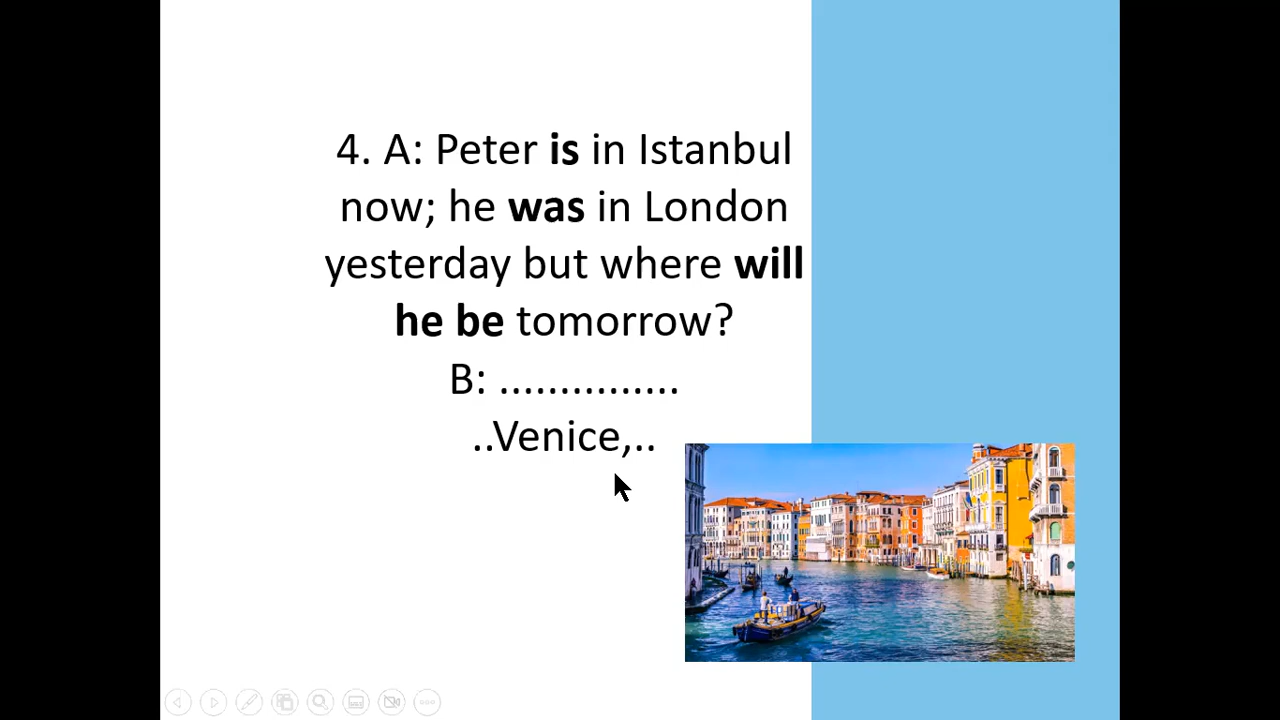 4. A: Peter is in Istanbul
now; he was in London
yesterday but where will
he be tomorrow?
B: ...............
..Venice,..